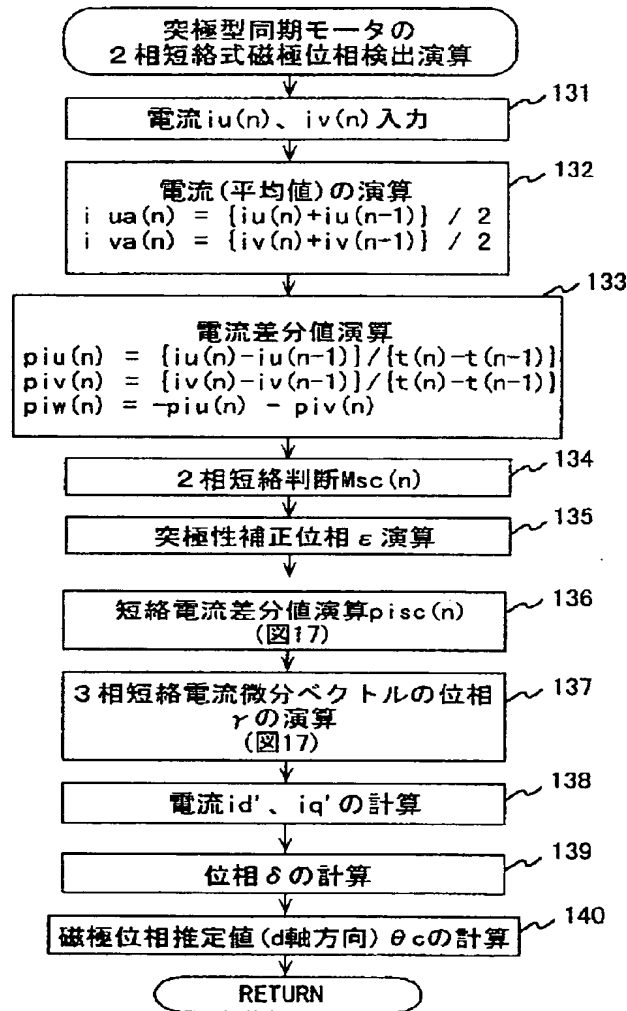 突極型同期モータの
2相短絡式磁極位相検出演算
131
電流iu(n)、iv(n)入力
132
電流(平均値)の演算
i ua(n) = {iu(n)+iu(n-1)} / 2
i va(n) = {iv(n)+iv(n-1)} / 2
133
電流差分値演算
piu(n) = {iu(n)-iu(n-1)}/{t(n)-t(n-1)}
piv(n) = {iv(n)-iv(n-1)}/{t(n)-t(n-1)}
piw(n) = -piu(n) - piv(n)
134
2相短絡判断Msc(n)
135
突極性補正位相ε演算
136
短絡電流差分値演算pisc(n)
(図17)
137
3相短絡電流微分ベクトルの位相
γの演算
(図17)
138
電流id'、iq'の計算
139
位相δの計算
140
磁極位相推定値(d軸方向)θcの計算
RETURN